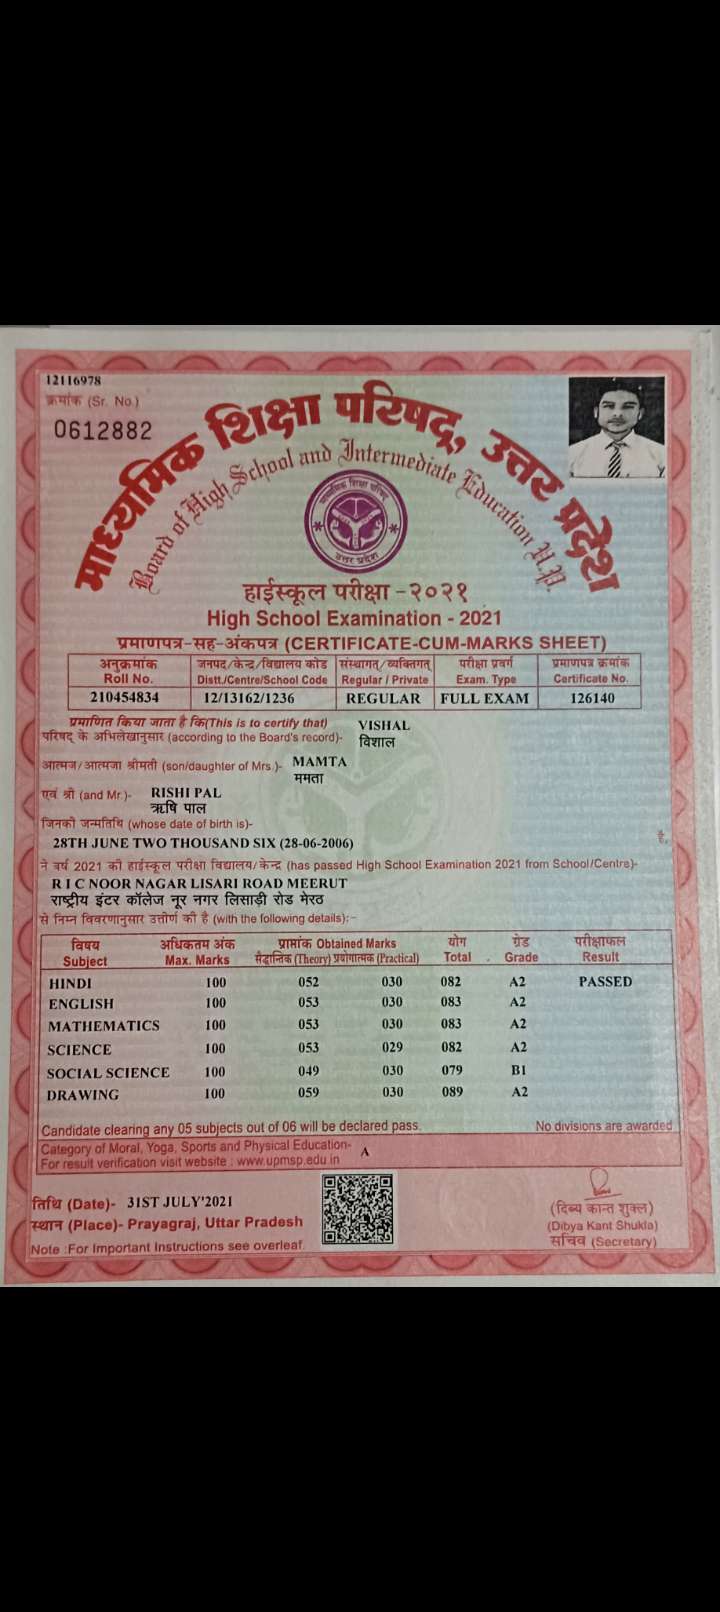 12116978
क्रमांक (Sr. No.)
0612882
माध्यमिक शिक्षा परिषद्, उत्तर प्रदेश
Board of High School and Intermediate Education U.P.
माध्यमिक शिक्षा परिषद्
उत्तर प्रदेश
हाईस्कूल परीक्षा - २०२१
High School Examination - 2021
प्रमाणपत्र-सह-अंकपत्र (CERTIFICATE-CUM-MARKS SHEET)
अनुक्रमांक जनपद/केन्द्र/विद्यालय कोड संस्थागत्/व्यक्तिगत् परीक्षा प्रवर्ग प्रमाणपत्र क्रमांक
Roll No. Distt./Centre/School Code Regular / Private Exam. Type Certificate No.
210454834 12/13162/1236 REGULAR FULL EXAM 126140
प्रमाणित किया जाता है कि(This is to certify that) VISHAL
परिषद् के अभिलेखानुसार (according to the Board's record)- विशाल
आत्मज/आत्मजा श्रीमती (son/daughter of Mrs.)- MAMTA
ममता
एवं श्री (and Mr.)- RISHI PAL
ऋषि पाल
जिनकी जन्मतिथि (whose date of birth is)-
28TH JUNE TWO THOUSAND SIX (28-06-2006) है,
ने वर्ष 2021 की हाईस्कूल परीक्षा विद्यालय/केन्द्र (has passed High School Examination 2021 from School/Centre)-
R I C NOOR NAGAR LISARI ROAD MEERUT
राष्ट्रीय इंटर कॉलेज नूर नगर लिसाड़ी रोड मेरठ
से निम्न विवरणानुसार उत्तीर्ण की है (with the following details):-
विषय अधिकतम अंक प्राप्तांक Obtained Marks योग ग्रेड परीक्षाफल
Subject Max. Marks सैद्धान्तिक (Theory) प्रयोगात्मक (Practical) Total Grade Result
HINDI 100 052 030 082 A2 PASSED
ENGLISH 100 053 030 083 A2
MATHEMATICS 100 053 030 083 A2
SCIENCE 100 053 029 082 A2
SOCIAL SCIENCE 100 049 030 079 B1
DRAWING 100 059 030 089 A2
Candidate clearing any 05 subjects out of 06 will be declared pass. No divisions are awarded
Category of Moral, Yoga, Sports and Physical Education- A
For result verification visit website : www.upmsp.edu.in
तिथि (Date)- 31ST JULY'2021
स्थान (Place)- Prayagraj, Uttar Pradesh
Note :For Important Instructions see overleaf.
(दिब्य कान्त शुक्ल)
(Dibya Kant Shukla)
सचिव (Secretary)